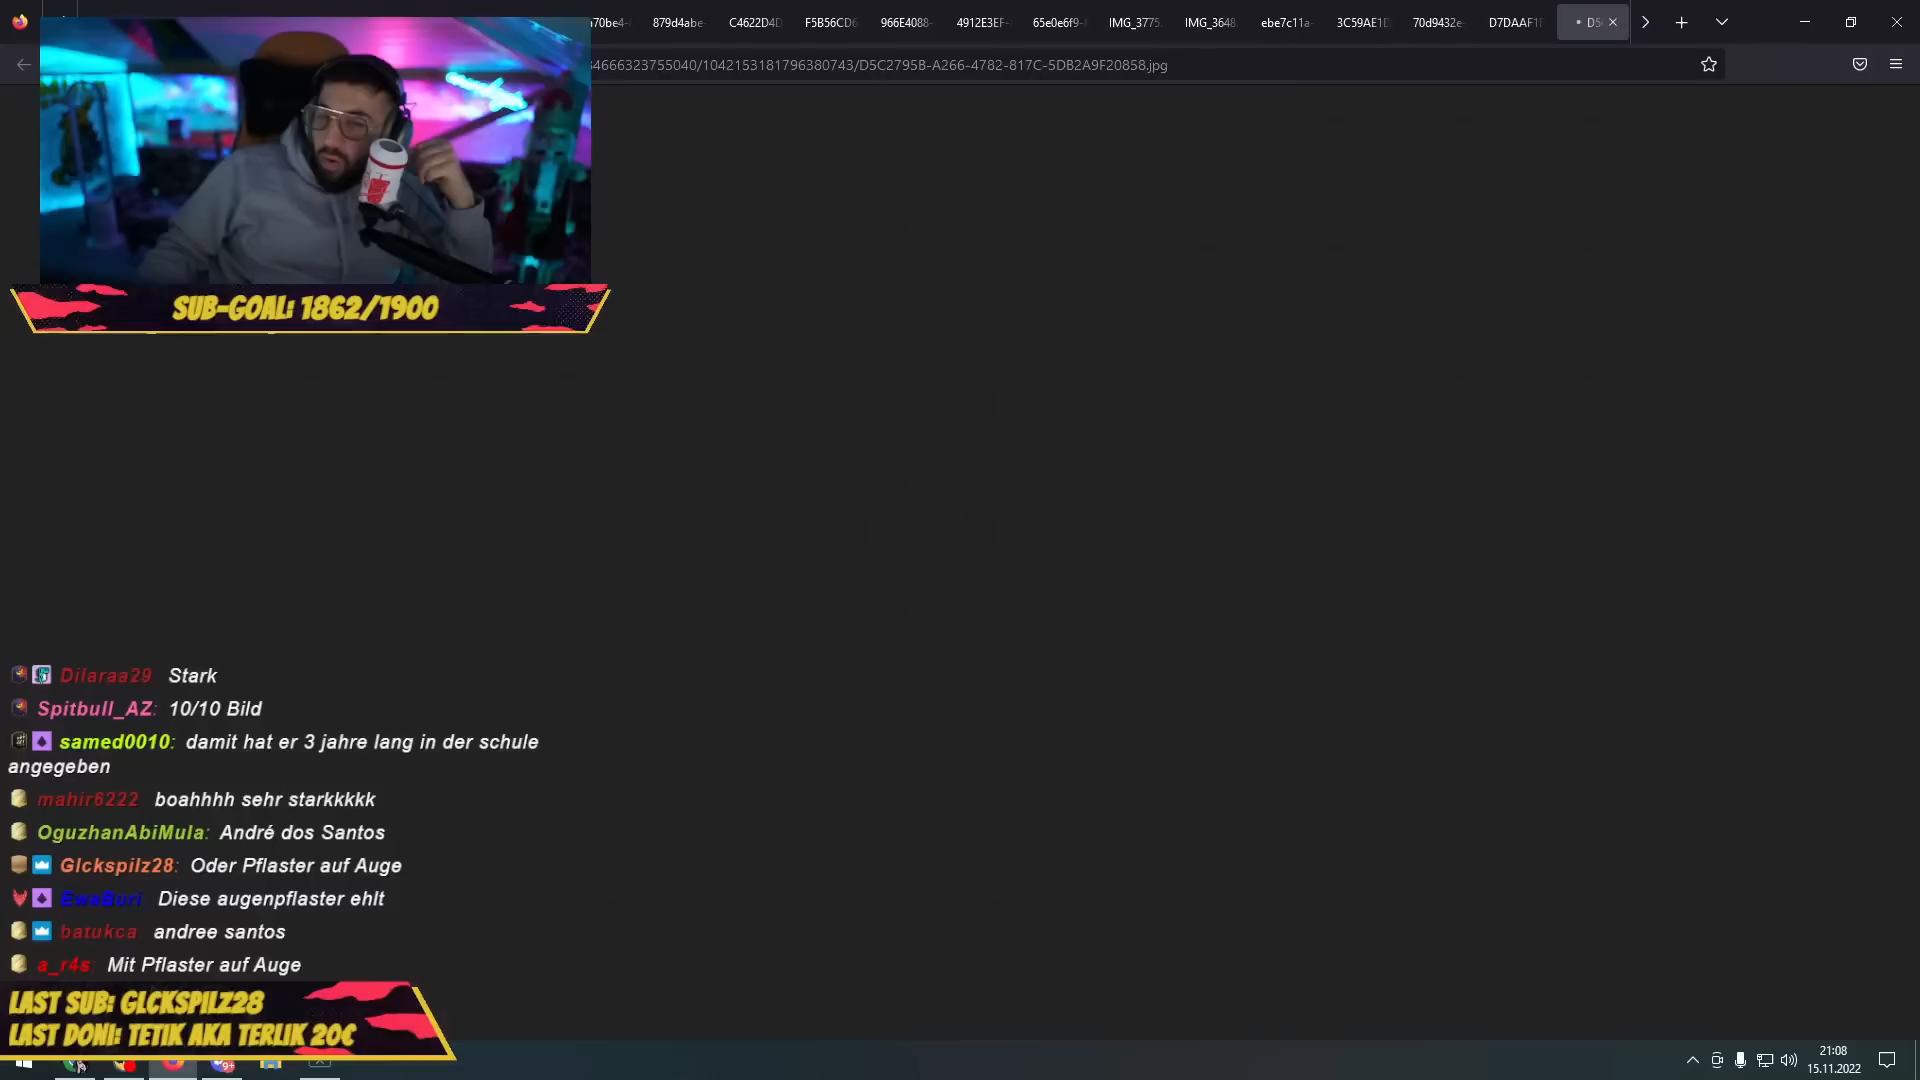 n70be4-
879d4abe-
C4622D4D
F5B56CD6
966E4088-
4912E3EF-
65e0e6f9-
IMG_3775.
IMG_3648.
ebe7c11a-
3C59AE1D
70d9432e-
D7DAAF1
D5
4666323755040/1042153181796380743/D5C2795B-A266-4782-817C-5DB2A9F20858.jpg
SUB-GOAL: 1862/1900
Dilaraa29 Stark
Spitbull_AZ: 10/10 Bild
samed0010: damit hat er 3 jahre lang in der schule
angegeben
mahir6222 boahhhh sehr starkkkkk
OguzhanAbiMula: André dos Santos
Glckspilz28: Oder Pflaster auf Auge
EwaBuri Diese augenpflaster ehlt
batukca andree santos
a_r4s: Mit Pflaster auf Auge
LAST SUB: GLCKSPILZ28
LAST DONI: TETIK AKA TERLIK 20€
9+
21:08
15.11.2022